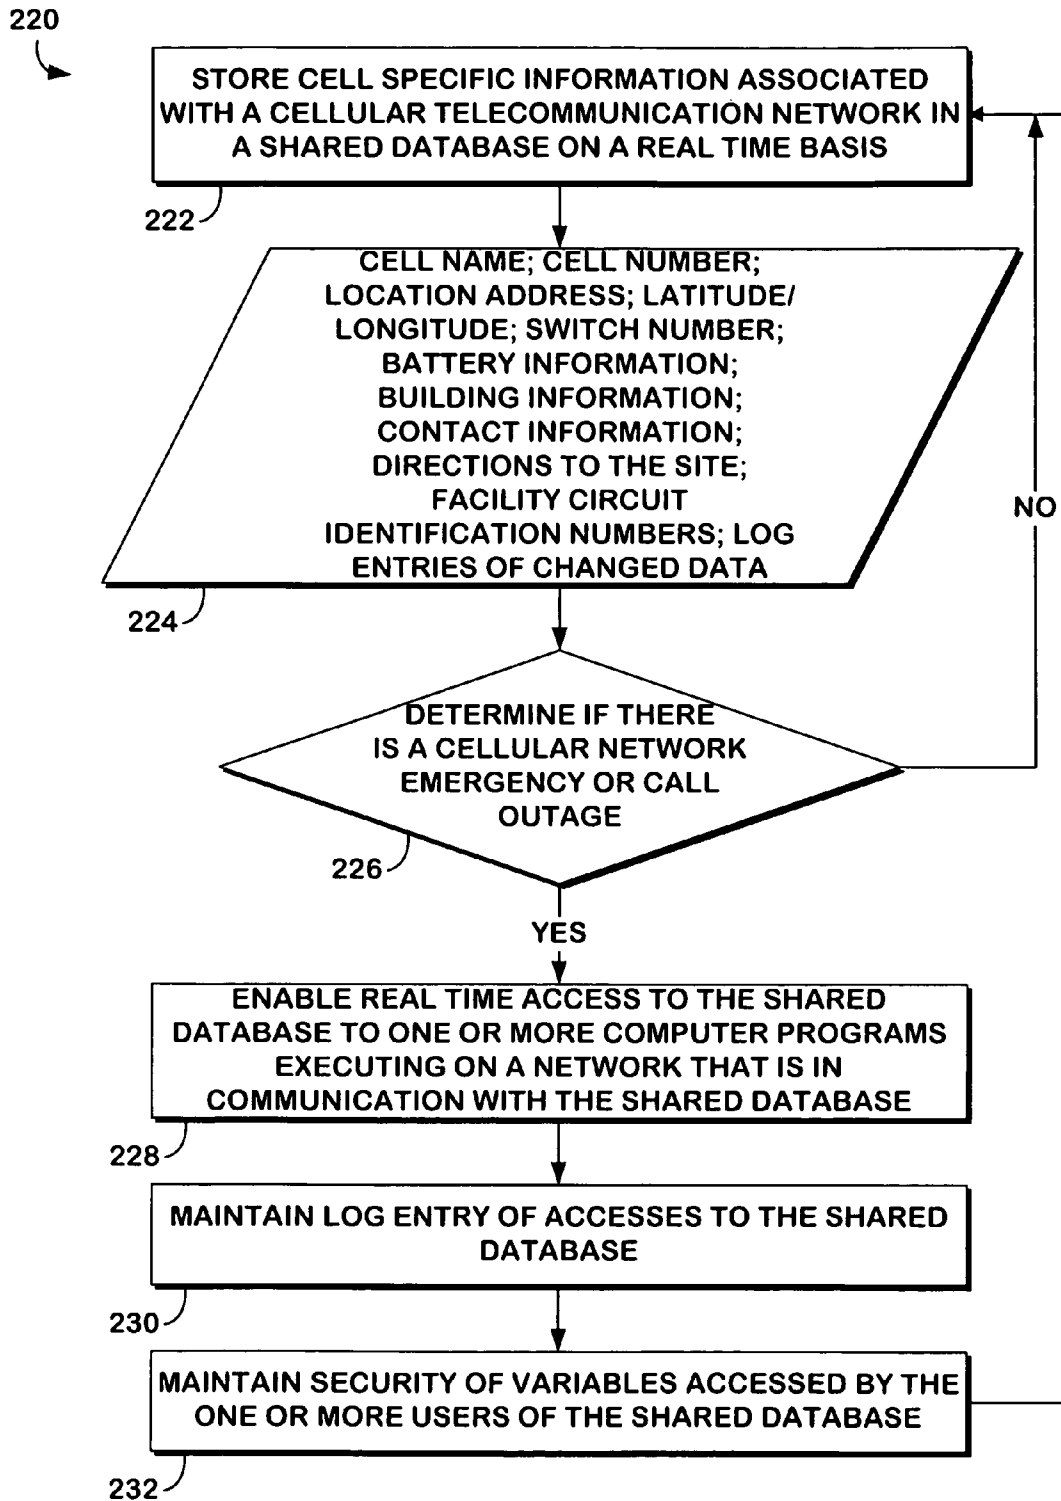 220
STORE CELL SPECIFIC INFORMATION ASSOCIATED
WITH A CELLULAR TELECOMMUNICATION NETWORK IN
A SHARED DATABASE ON A REAL TIME BASIS
222
CELL NAME; CELL NUMBER;
LOCATION ADDRESS; LATITUDE/
LONGITUDE; SWITCH NUMBER;
BATTERY INFORMATION;
BUILDING INFORMATION;
CONTACT INFORMATION;
DIRECTIONS TO THE SITE;
FACILITY CIRCUIT
IDENTIFICATION NUMBERS; LOG
ENTRIES OF CHANGED DATA
224
NO
DETERMINE IF THERE
IS A CELLULAR NETWORK
EMERGENCY OR CALL
OUTAGE
226
YES
ENABLE REAL TIME ACCESS TO THE SHARED
DATABASE TO ONE OR MORE COMPUTER PROGRAMS
EXECUTING ON A NETWORK THAT IS IN
COMMUNICATION WITH THE SHARED DATABASE
228
MAINTAIN LOG ENTRY OF ACCESSES TO THE SHARED
DATABASE
230
MAINTAIN SECURITY OF VARIABLES ACCESSED BY THE
ONE OR MORE USERS OF THE SHARED DATABASE
232